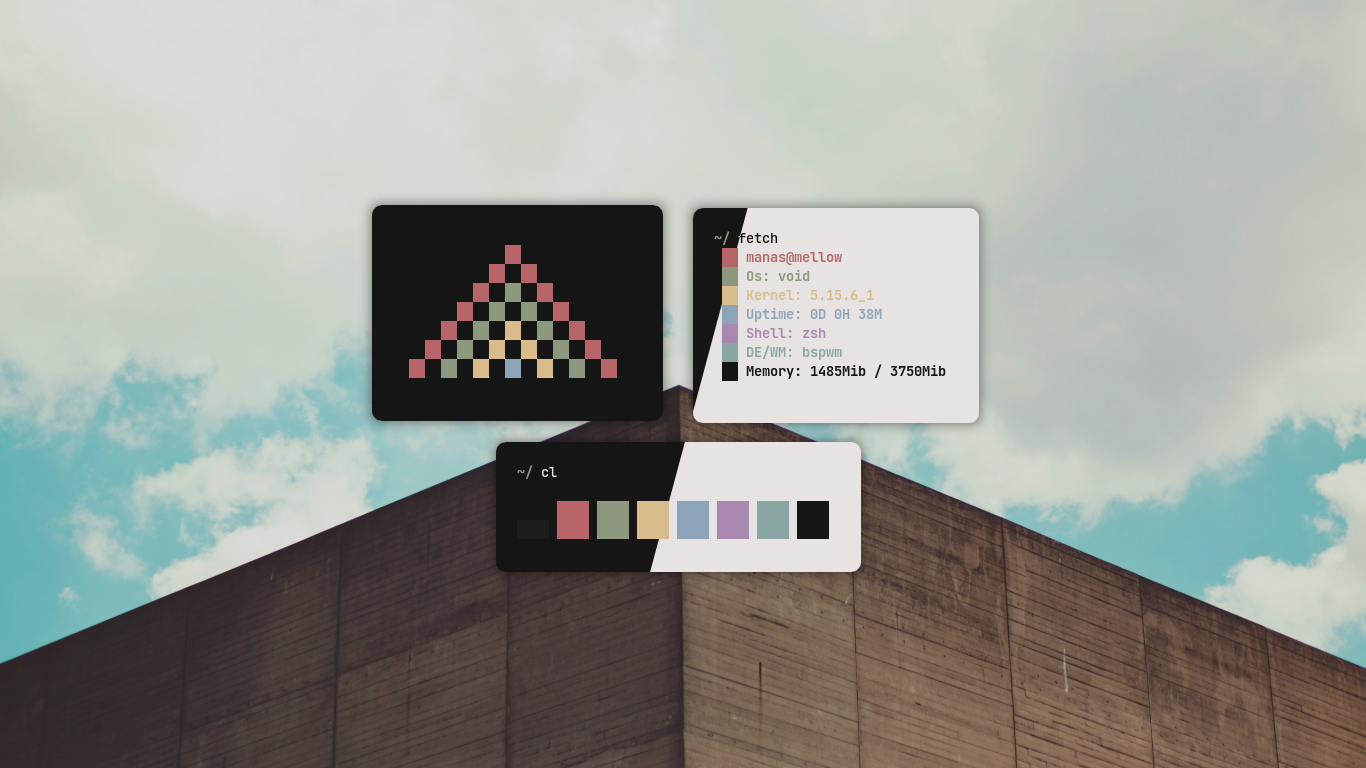 ~/ fetch
manas@mellow
Os: void
Kernel: 5.15.6_1
Uptime: 0D 0H 38M
Shell: zsh
DE/WM: bspwm
Memory: 1485Mib / 3750Mib
~/ cl